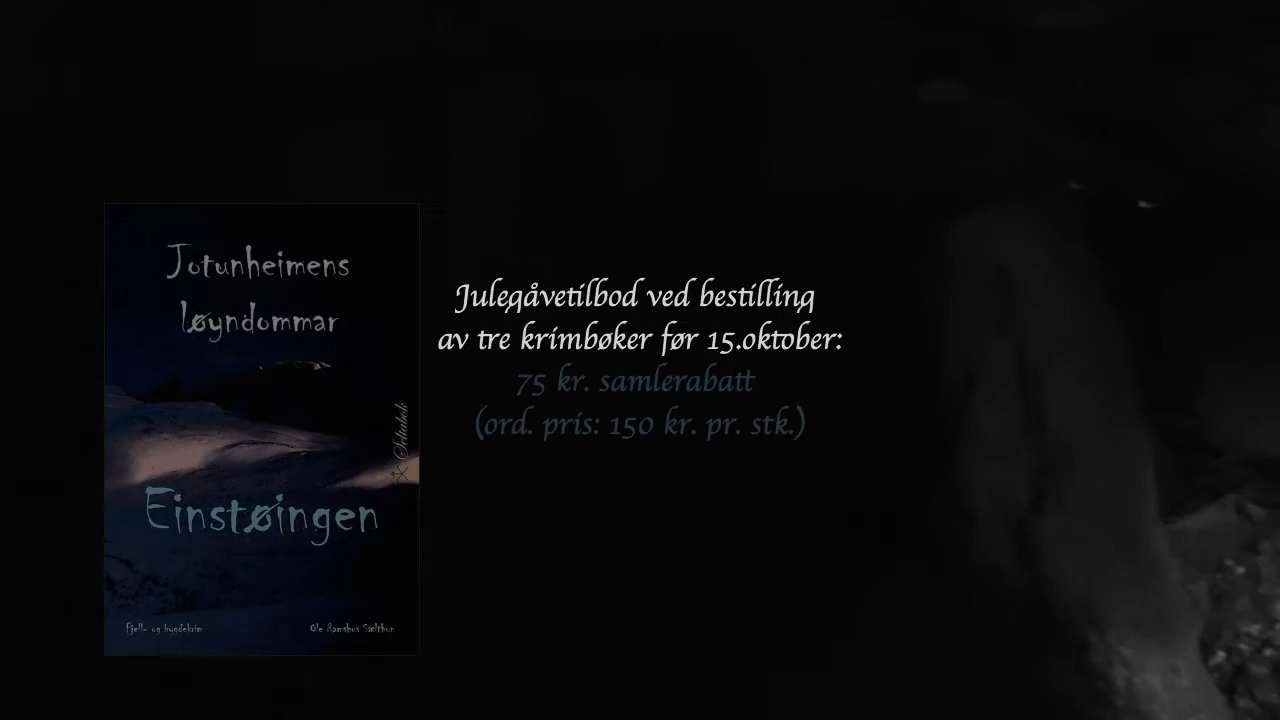 Jotunheimens
løyndommar
Einstøingen
Fjell- og bygdekrim
Ole Ramshus Sælthun
Seltubok
Julegåvetilbod ved bestilling
av tre krimbøker før 15.oktober:
75 kr. samlerabatt
(ord. pris: 150 kr. pr. stk.)